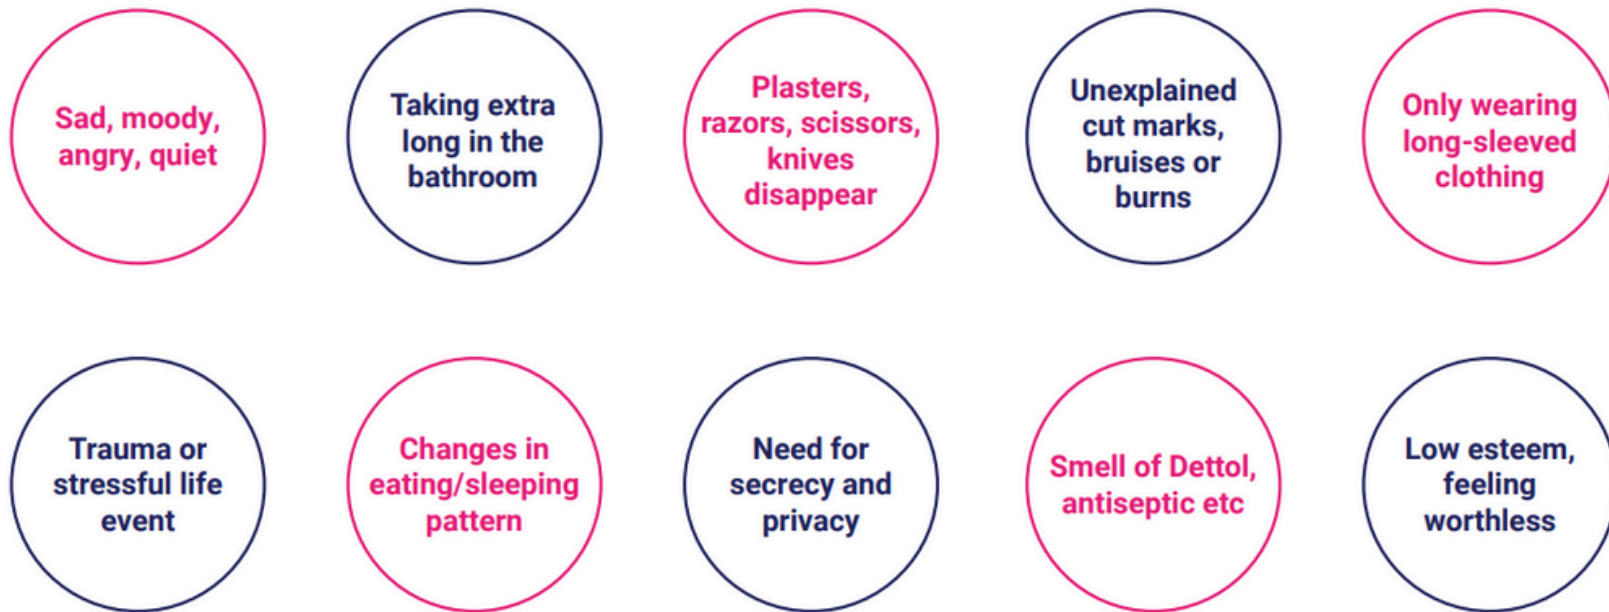 Sad, moody,
angry, quiet
Taking extra
long in the
bathroom
Plasters,
razors, scissors,
knives
disappear
Unexplained
cut marks,
bruises or
burns
Only wearing
long-sleeved
clothing
Trauma or
stressful life
event
Changes in
eating/sleeping
pattern
Need for
secrecy and
privacy
Smell of Dettol,
antiseptic etc
Low esteem,
feeling
worthless